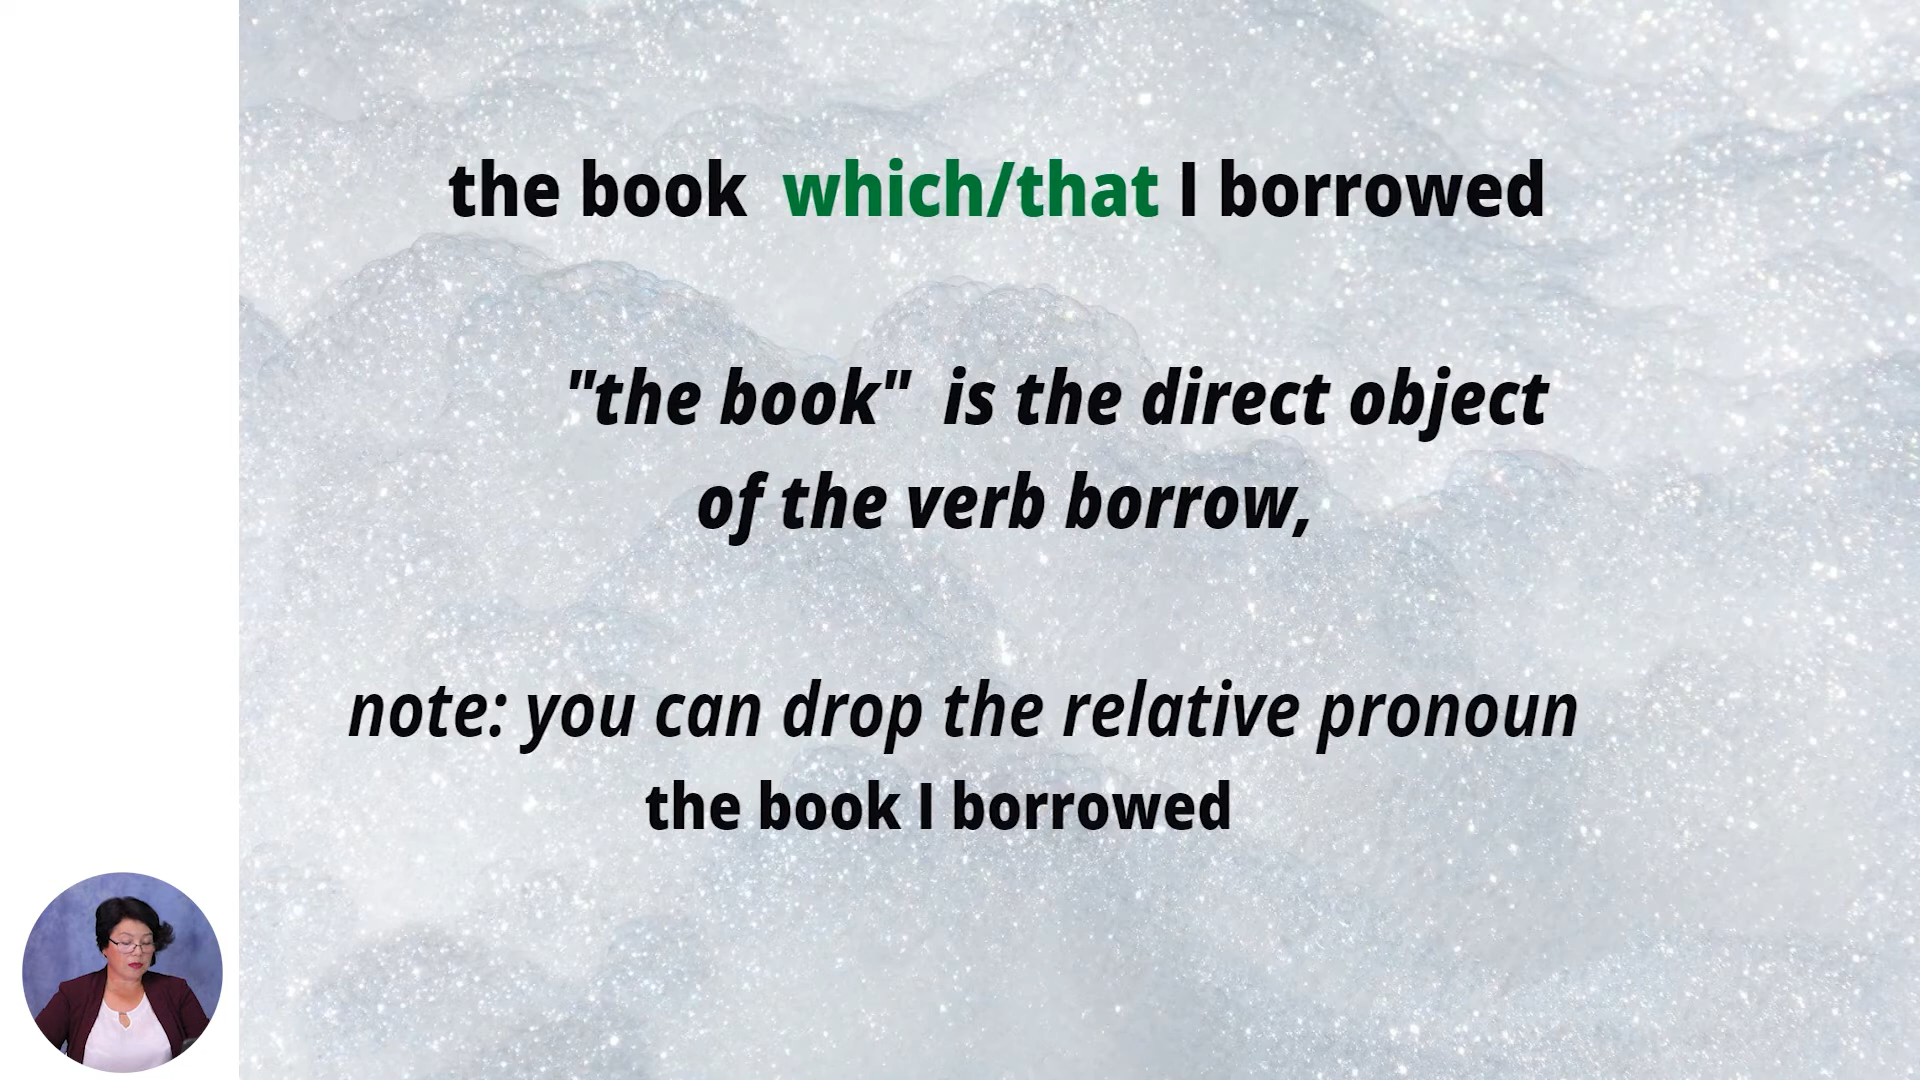 the book which/that I borrowed
"the book" is the direct object
of the verb borrow,
note: you can drop the relative pronoun
the book I borrowed